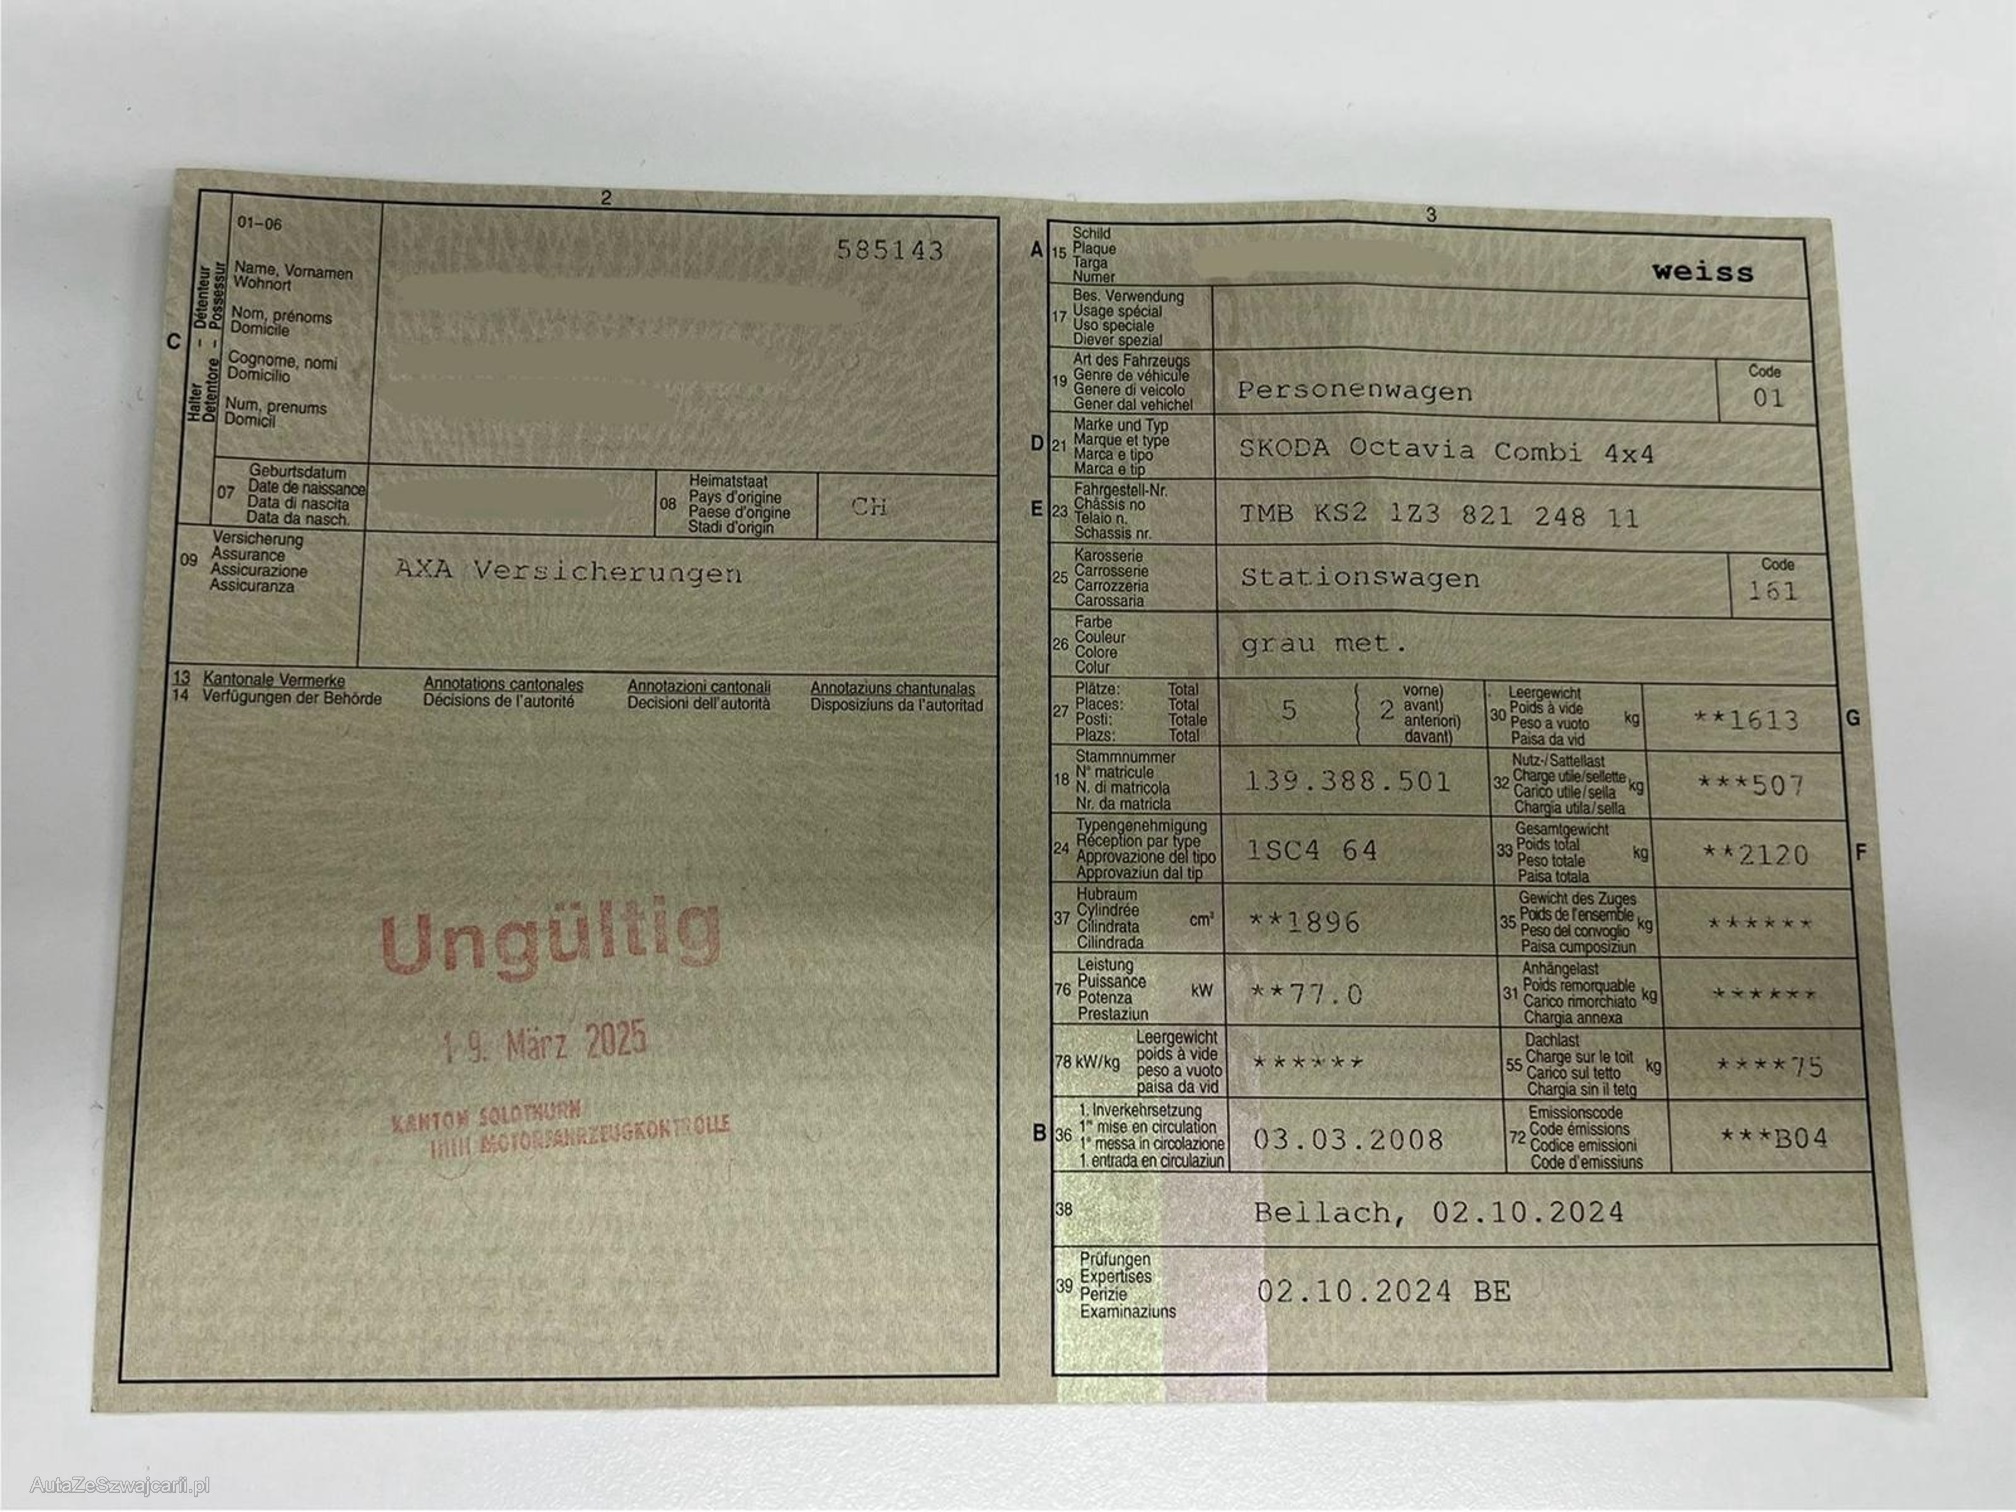 2
01–06
585143
Halter – Détenteur
Detentore – Possessur
C
Name, Vornamen
Wohnort
Nom, prénoms
Domicile
Cognome, nomi
Domicilio
Num, prenums
Domicil
07
Geburtsdatum
Date de naissance
Data di nascita
Data da nasch.
08
Heimatstaat
Pays d'origine
Paese d'origine
Stadi d'origin
CH
09
Versicherung
Assurance
Assicurazione
Assicuranza
AXA Versicherungen
13 Kantonale Vermerke Annotations cantonales Annotazioni cantonali Annotaziuns chantunalas
14 Verfügungen der Behörde Décisions de l'autorité Decisioni dell'autorità Disposiziuns da l'autoritad
Ungültig
19. März 2025
KANTON SOLOTHURN
MOTORFAHRZEUGKONTROLLE
3
A
15
Schild
Plaque
Targa
Numer
weiss
17
Bes. Verwendung
Usage spécial
Uso speciale
Diever spezial
19
Art des Fahrzeugs
Genre de véhicule
Genere di veicolo
Gener dal vehichel
Personenwagen
Code
01
D
21
Marke und Typ
Marque et type
Marca e tipo
Marca e tip
SKODA Octavia Combi 4x4
E
23
Fahrgestell-Nr.
Châssis no
Telaio n.
Schassis nr.
TMB KS2 1Z3 821 248 11
25
Karosserie
Carrosserie
Carrozzeria
Carossaria
Stationswagen
Code
161
26
Farbe
Couleur
Colore
Colur
grau met.
27
Plätze: Total
Places: Total
Posti: Totale
Plazs: Total
5
2
vorne)
avant)
anteriori)
davant)
30
Leergewicht
Poids à vide
Peso a vuoto
Paisa da vid
kg
**1613
G
18
Stammnummer
N° matricule
N. di matricola
Nr. da matricla
139.388.501
32
Nutz-/Sattellast
Charge utile/sellette
Carico utile/sella
Chargia utila/sella
kg
***507
24
Typengenehmigung
Réception par type
Approvazione del tipo
Approvaziun dal tip
1SC4 64
33
Gesamtgewicht
Poids total
Peso totale
Paisa totala
kg
**2120
F
37
Hubraum
Cylindrée
Cilindrata
Cilindrada
cm³
**1896
35
Gewicht des Zuges
Poids de l'ensemble
Peso del convoglio
Paisa cumposiziun
kg
******
76
Leistung
Puissance
Potenza
Prestaziun
kW
**77.0
31
Anhängelast
Poids remorquable
Carico rimorchiato
Chargia annexa
kg
******
78 kW/kg
Leergewicht
poids à vide
peso a vuoto
paisa da vid
******
55
Dachlast
Charge sur le toit
Carico sul tetto
Chargia sin il tetg
kg
****75
B
36
1. Inverkehrsetzung
1re mise en circulation
1a messa in circolazione
1. entrada en circulaziun
03.03.2008
72
Emissionscode
Code émissions
Codice emissioni
Code d'emissiuns
***B04
38
Bellach, 02.10.2024
39
Prüfungen
Expertises
Perizie
Examinaziuns
02.10.2024 BE
AutaZeSzwajcarii.pl